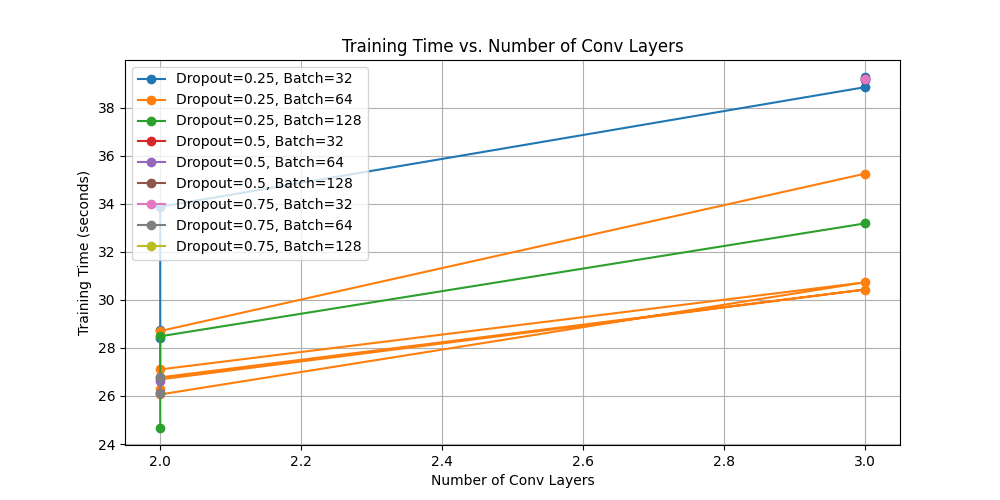 Training Time vs. Number of Conv Layers
Dropout=0.25, Batch=32
Dropout=0.25, Batch=64
Dropout=0.25, Batch=128
Dropout=0.5, Batch=32
Dropout=0.5, Batch=64
Dropout=0.5, Batch=128
Dropout=0.75, Batch=32
Dropout=0.75, Batch=64
Dropout=0.75, Batch=128
Training Time (seconds)
38
36
34
32
30
28
26
24
2.0 2.2 2.4 2.6 2.8 3.0
Number of Conv Layers